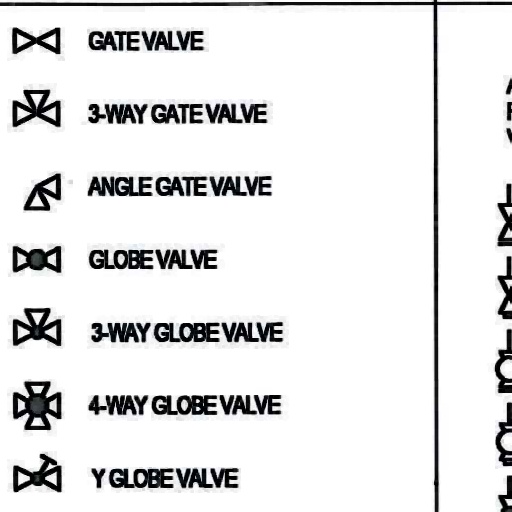 GATE VALVE
3-WAY GATE VALVE
ANGLE GATE VALVE
GLOBE VALVE
3-WAY GLOBE VALVE
4-WAY GLOBE VALVE
Y GLOBE VALVE